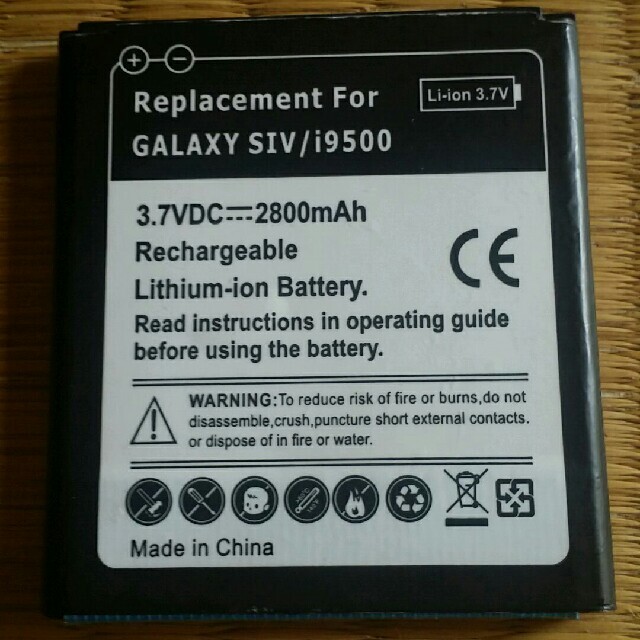 Replacement For
Li-ion 3.7V
GALAXY SIV/i9500
3.7VDC⎓2800mAh
Rechargeable
Lithium-ion Battery.
CE
Read instructions in operating guide
before using the battery.
WARNING:To reduce risk of fire or burns,do not
disassemble,crush,puncture short external contacts.
or dispose of in fire or water.
Made in China